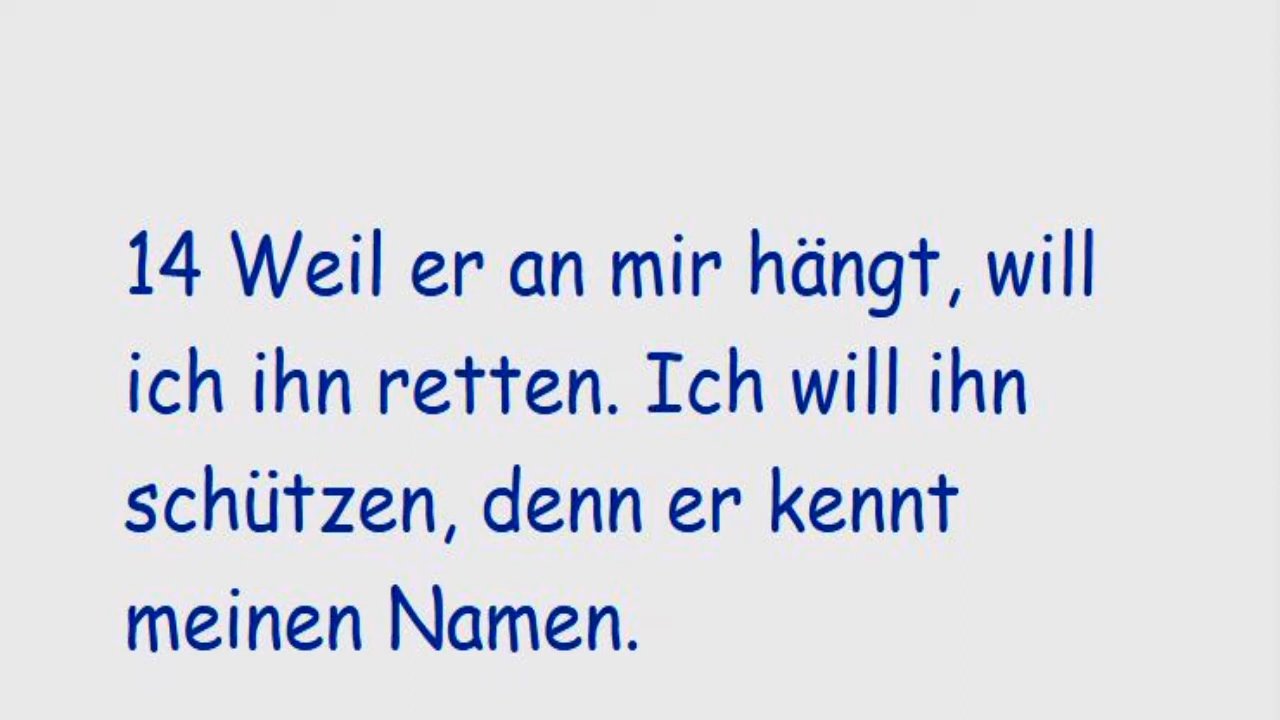 14 Weil er an mir hängt, will
ich ihn retten. Ich will ihn
schützen, denn er kennt
meinen Namen.